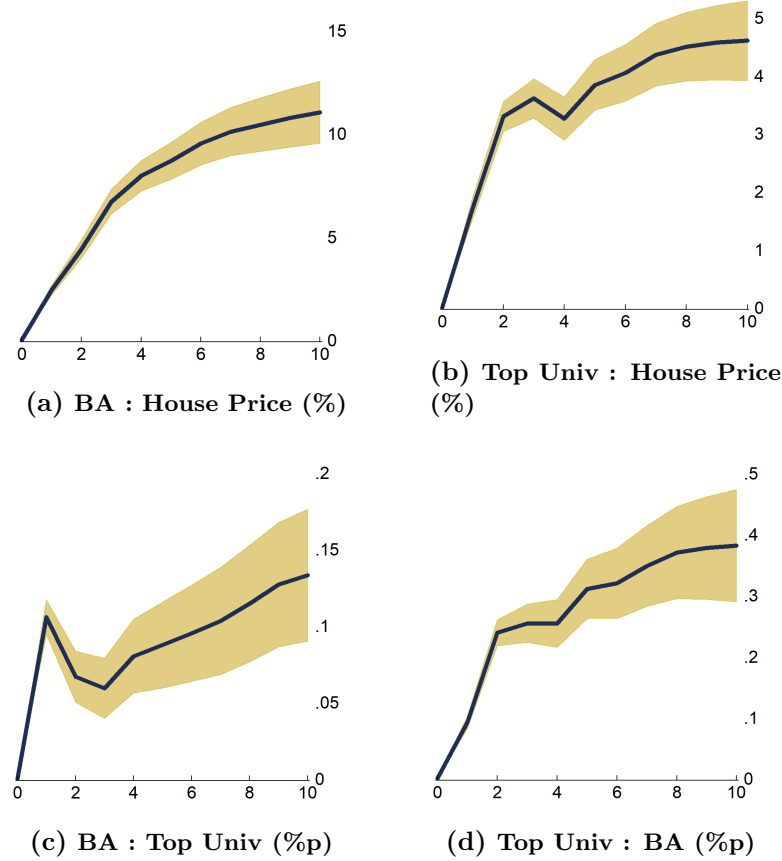 15
10
5
0
0 2 4 6 8 10
(a) BA : House Price (%)
5
4
3
2
1
0
0 2 4 6 8 10
(b) Top Univ : House Price
(%)
.2
.15
.1
.05
0
0 2 4 6 8 10
(c) BA : Top Univ (%p)
.5
.4
.3
.2
.1
0
0 2 4 6 8 10
(d) Top Univ : BA (%p)